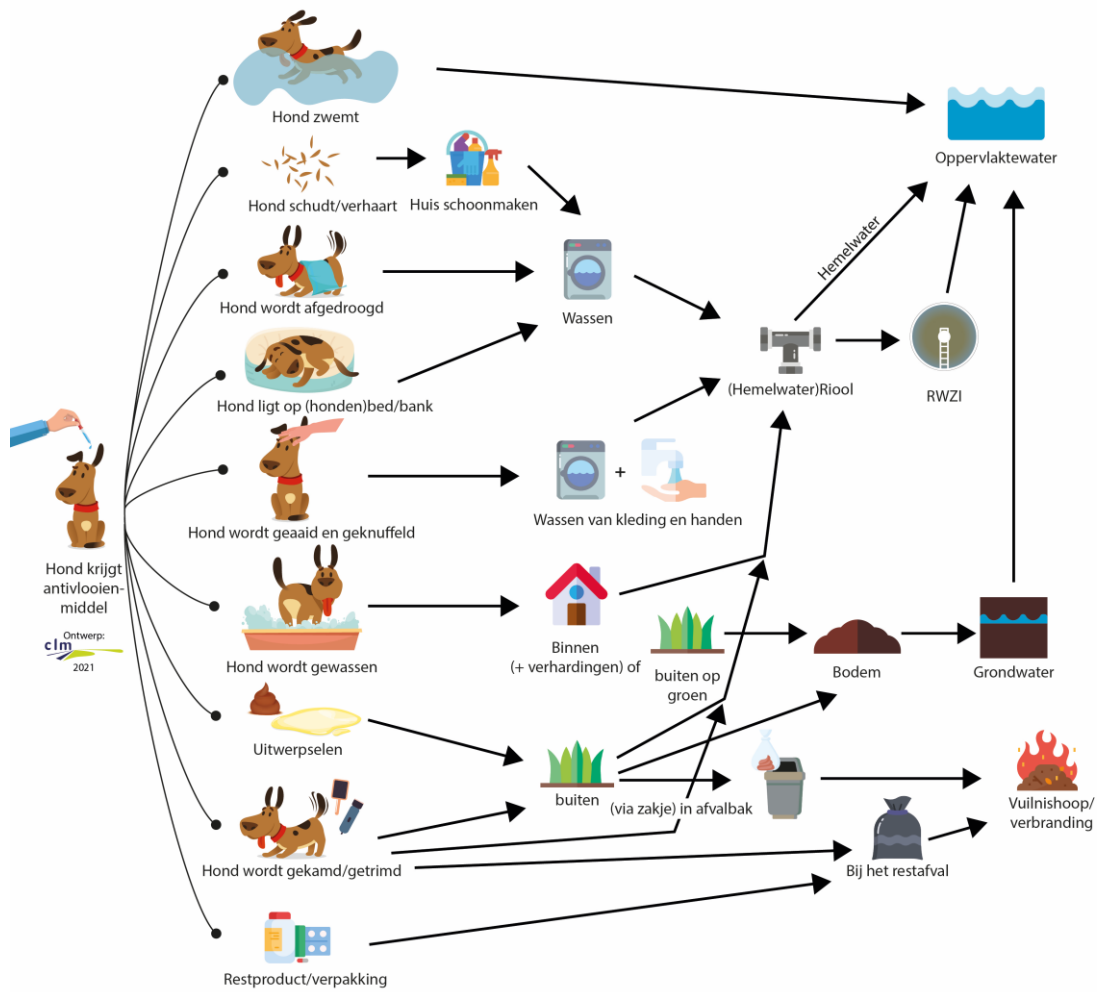 Hond zwemt
Oppervlaktewater
Hond schudt/verhaart
Huis schoonmaken
Hemelwater
Hond wordt afgedroogd
Wassen
(Hemelwater)Riool
RWZI
Hond ligt op (honden)bed/bank
+
Wassen van kleding en handen
Hond wordt geaaid en geknuffeld
Hond krijgt
antivlooien-
middel
Ontwerp:
clm
2021
Hond wordt gewassen
Binnen
(+ verhardingen) of
buiten op
groen
Bodem
Grondwater
Uitwerpselen
buiten
(via zakje) in afvalbak
Vuilnishoop/
verbranding
Hond wordt gekamd/getrimd
Bij het restafval
Restproduct/verpakking